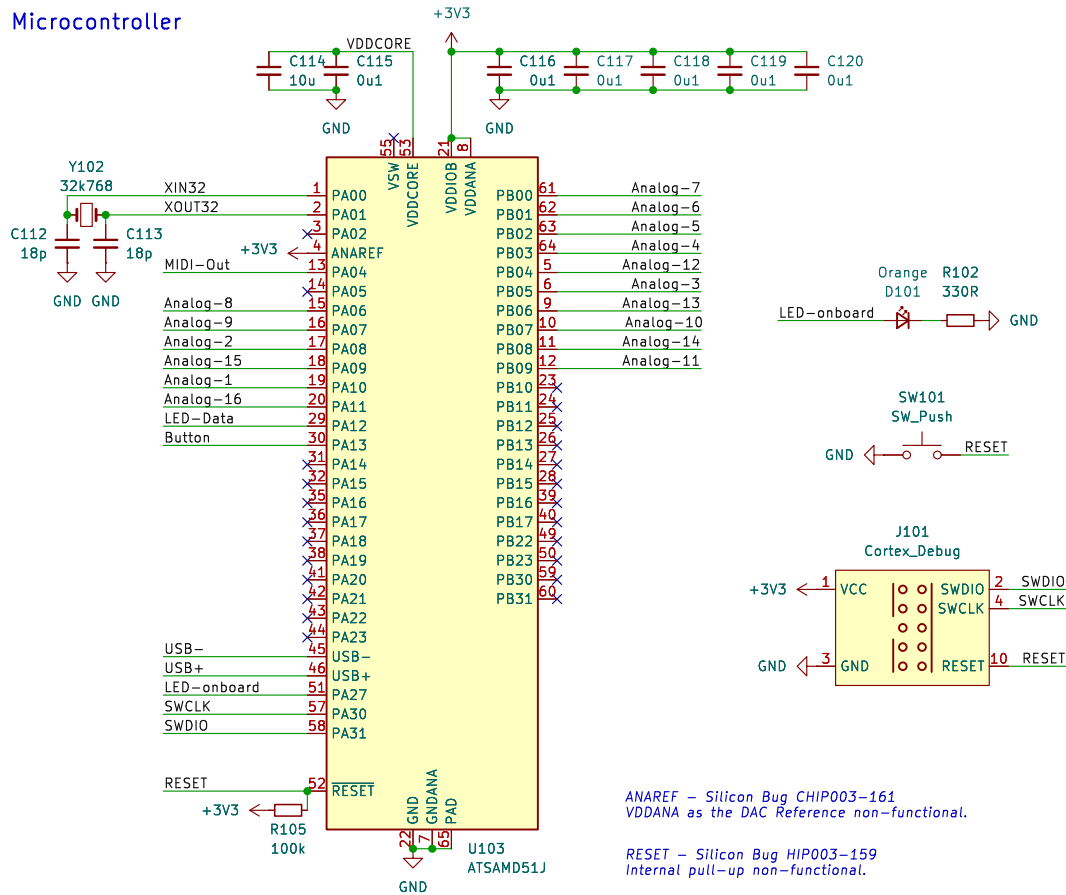 Microcontroller
+3V3
VDDCORE
C114
10u
C115
0u1
C116
0u1
C117
0u1
C118
0u1
C119
0u1
C120
0u1
GND
GND
55
53
21
8
VSW
VDDCORE
VDDIOB
VDDANA
Y102
32k768
C112
18p
C113
18p
GND
GND
XIN32
1
PA00
XOUT32
2
PA01
3
PA02
+3V3
4
ANAREF
MIDI-Out
13
PA04
14
PA05
Analog-8
15
PA06
Analog-9
16
PA07
Analog-2
17
PA08
Analog-15
18
PA09
Analog-1
19
PA10
Analog-16
20
PA11
LED-Data
29
PA12
Button
30
PA13
31
PA14
32
PA15
35
PA16
36
PA17
37
PA18
38
PA19
41
PA20
42
PA21
43
PA22
44
PA23
USB-
45
USB-
USB+
46
USB+
LED-onboard
51
PA27
SWCLK
57
PA30
SWDIO
58
PA31
RESET
52
RESET
+3V3
R105
100k
PB00
61
Analog-7
PB01
62
Analog-6
PB02
63
Analog-5
PB03
64
Analog-4
PB04
5
Analog-12
PB05
6
Analog-3
PB06
9
Analog-13
PB07
10
Analog-10
PB08
11
Analog-14
PB09
12
Analog-11
PB10
23
PB11
24
PB12
25
PB13
26
PB14
27
PB15
28
PB16
39
PB17
40
PB22
49
PB23
50
PB30
59
PB31
60
GND
GNDANA
PAD
22
7
65
GND
U103
ATSAMD51J
Orange
D101
R102
330R
LED-onboard
GND
SW101
SW_Push
GND
RESET
J101
Cortex_Debug
+3V3
1
VCC
SWDIO
2
SWDIO
SWCLK
4
SWCLK
GND
3
GND
RESET
10
RESET
ANAREF - Silicon Bug CHIP003-161
VDDANA as the DAC Reference non-functional.
RESET - Silicon Bug HIP003-159
Internal pull-up non-functional.